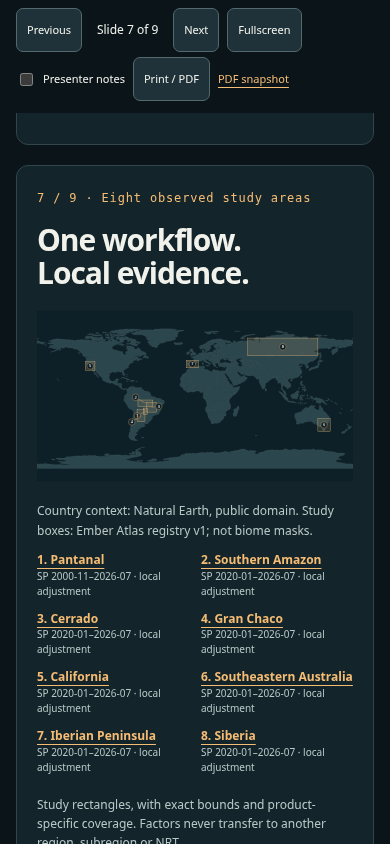 Previous Slide 7 of 9 Next Fullscreen
Presenter notes Print / PDF PDF snapshot
7 / 9 · Eight observed study areas
One workflow.
Local evidence.
Country context: Natural Earth, public domain. Study
boxes: Ember Atlas registry v1; not biome masks.
1. Pantanal
SP 2000-11–2026-07 · local
adjustment
2. Southern Amazon
SP 2020-01–2026-07 · local
adjustment
3. Cerrado
SP 2020-01–2026-07 · local
adjustment
4. Gran Chaco
SP 2020-01–2026-07 · local
adjustment
5. California
SP 2020-01–2026-07 · local
adjustment
6. Southeastern Australia
SP 2020-01–2026-07 · local
adjustment
7. Iberian Peninsula
SP 2020-01–2026-07 · local
adjustment
8. Siberia
SP 2020-01–2026-07 · local
adjustment
Study rectangles, with exact bounds and product-
specific coverage. Factors never transfer to another
region, subregion or NRT.